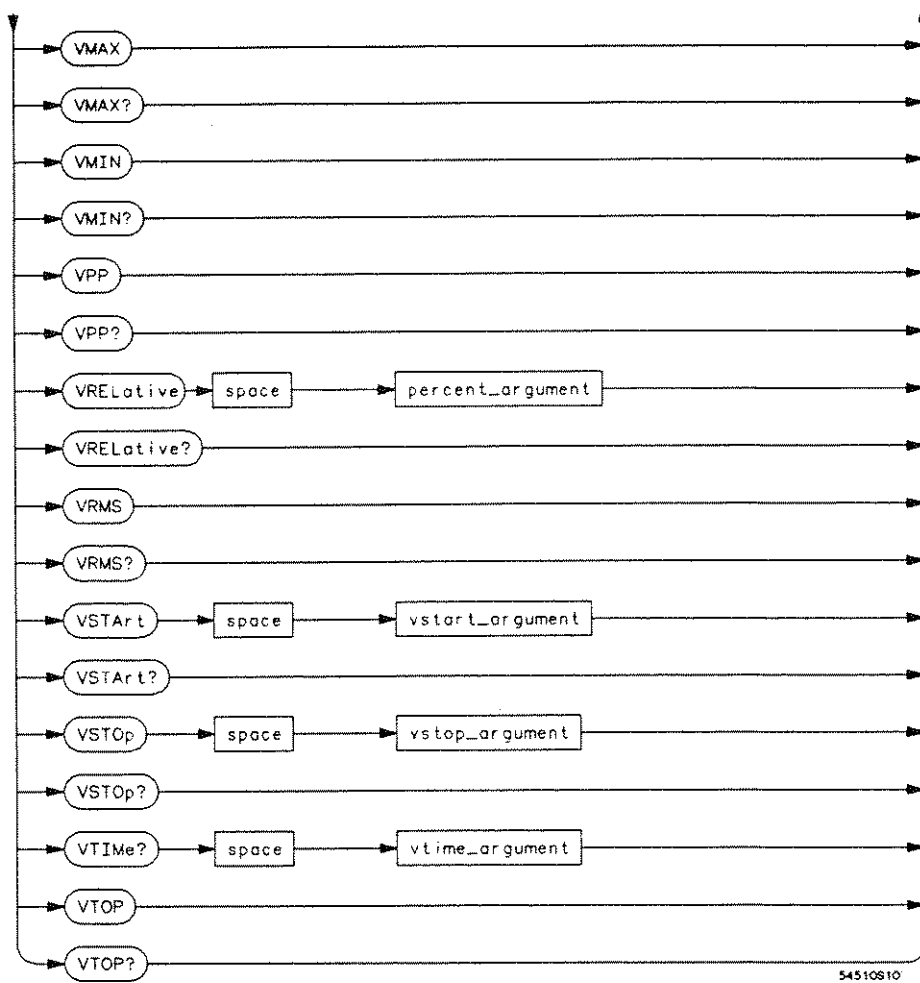 VMAX
VMAX?
VMIN
VMIN?
VPP
VPP?
VRELative space percent_argument
VRELative?
VRMS
VRMS?
VSTArt space vstart_argument
VSTArt?
VSTOp space vstop_argument
VSTOp?
VTIMe? space vtime_argument
VTOP
VTOP?
54510S10